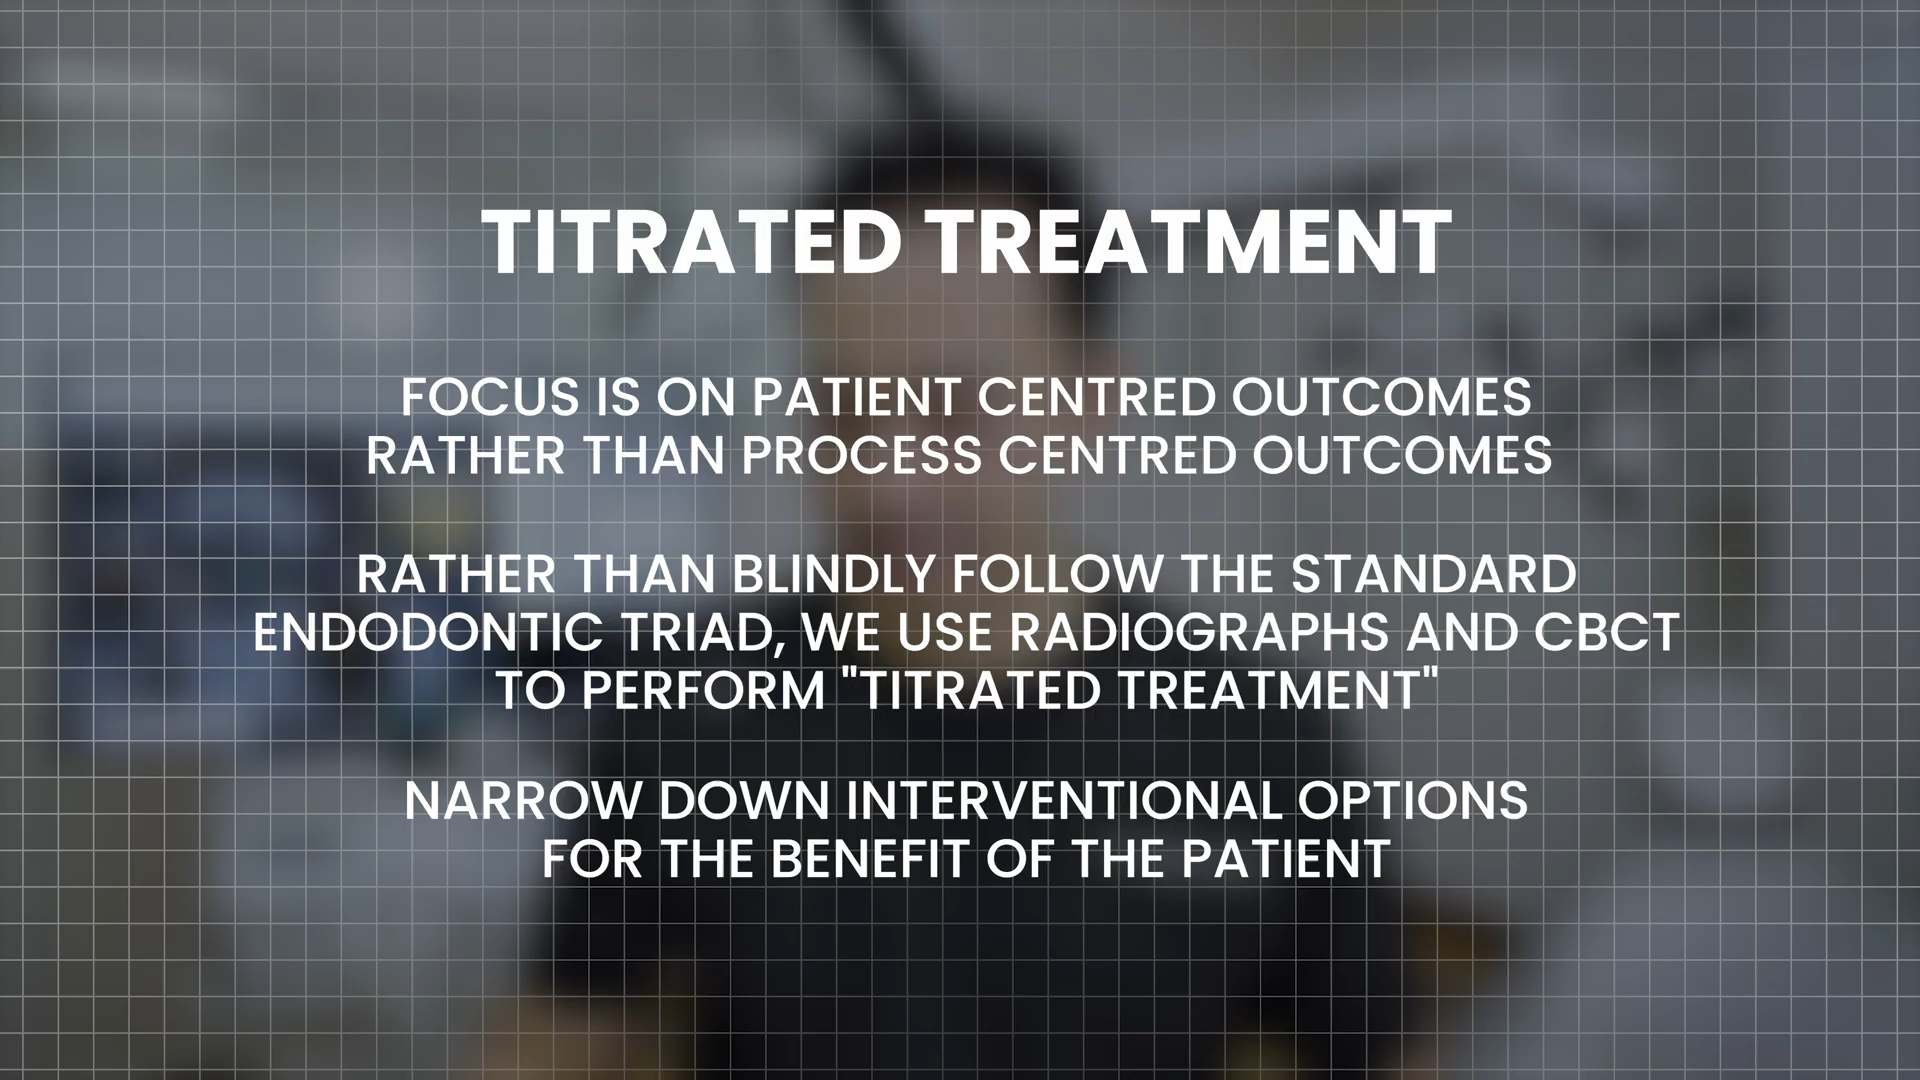 TITRATED TREATMENT
FOCUS IS ON PATIENT CENTRED OUTCOMES
RATHER THAN PROCESS CENTRED OUTCOMES
RATHER THAN BLINDLY FOLLOW THE STANDARD
ENDODONTIC TRIAD, WE USE RADIOGRAPHS AND CBCT
TO PERFORM "TITRATED TREATMENT"
NARROW DOWN INTERVENTIONAL OPTIONS
FOR THE BENEFIT OF THE PATIENT